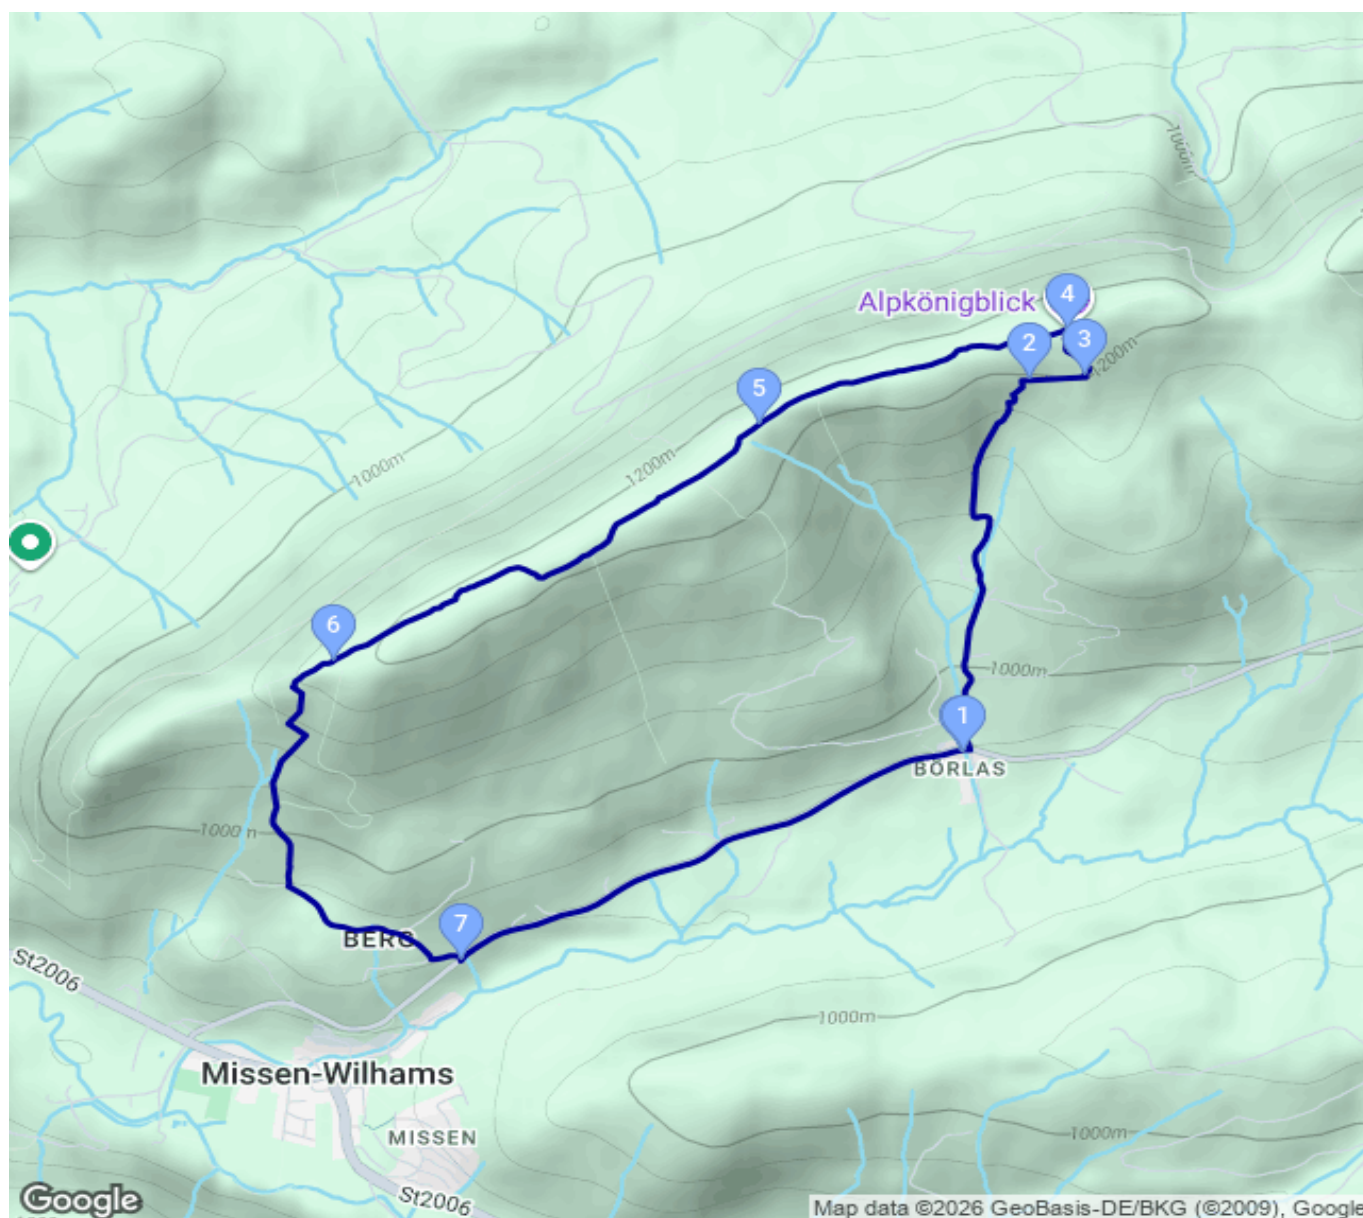 1000m
Alpkönigblick
4
2
3
1200m
5
1000m
1200m
6
1000m
1
BÖRLAS
1000 m
7
BERG
St2006
1000m
Missen-Wilhams
MISSEN
1000m
St2006
Google
Map data ©2026 GeoBasis-DE/BKG (©2009), Google